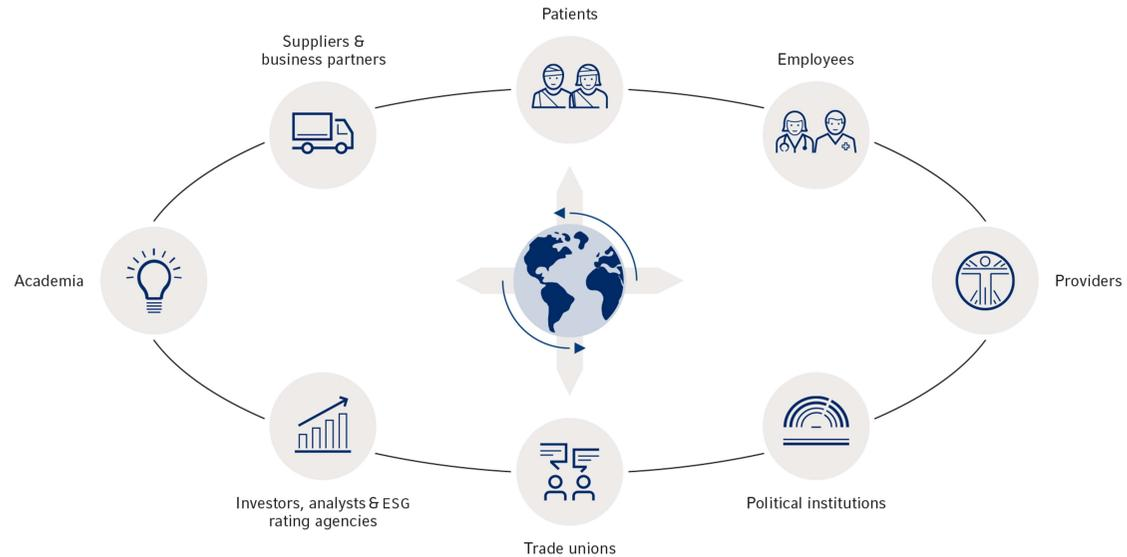 Patients
Suppliers &
business partners
Employees
Academia
Providers
Investors, analysts & ESG
rating agencies
Political institutions
Trade unions